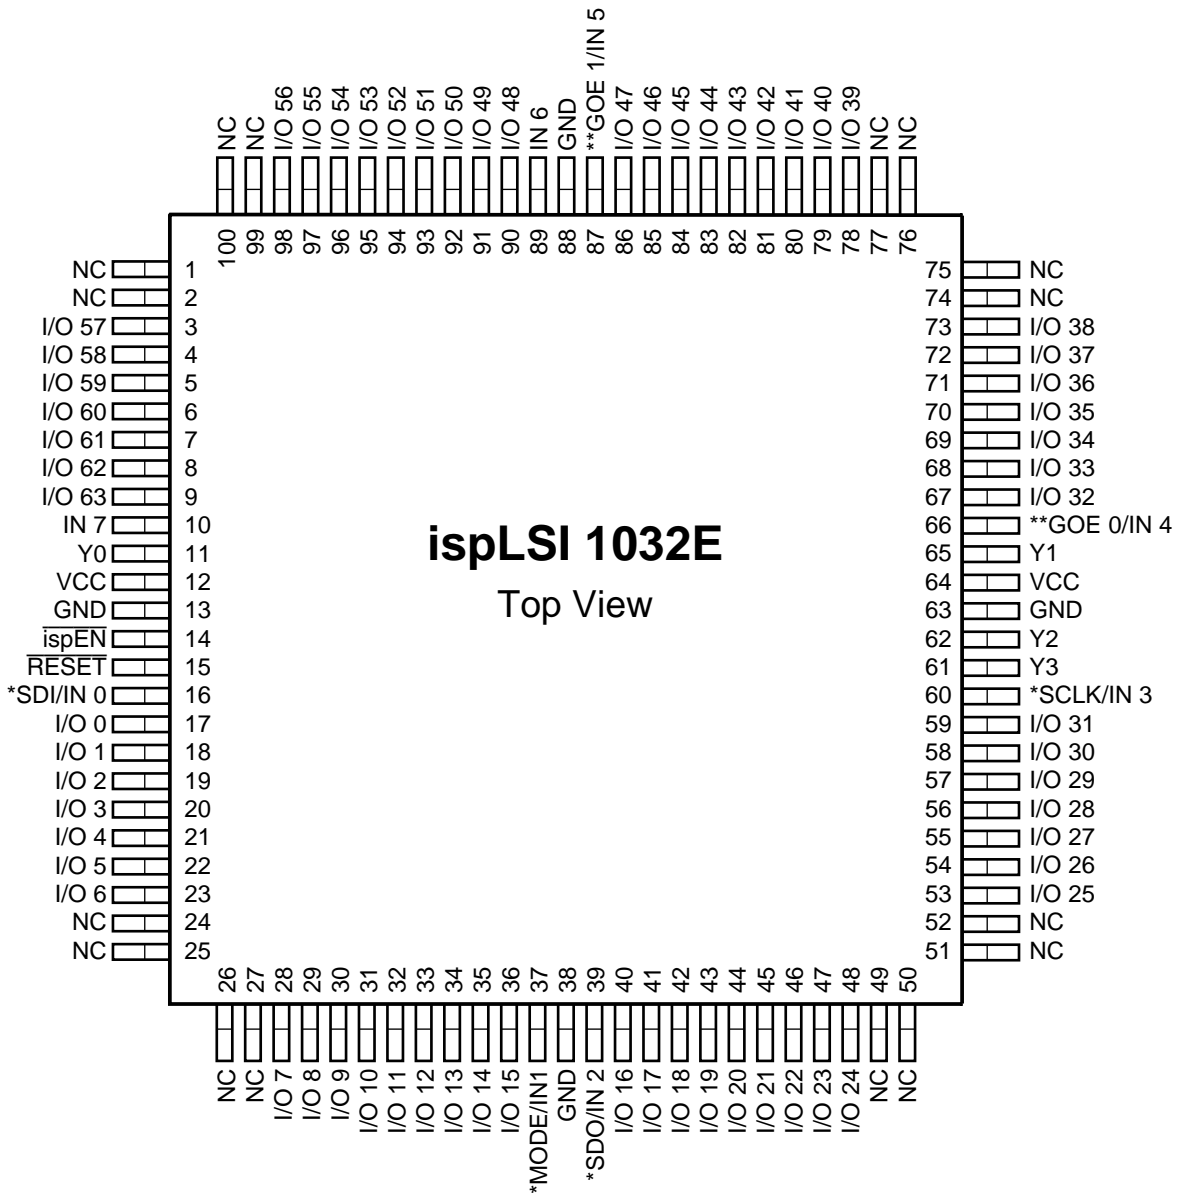 NC
NC
I/O 56
I/O 55
I/O 54
I/O 53
I/O 52
I/O 51
I/O 50
I/O 49
I/O 48
IN 6
GND
**GOE 1/IN 5
I/O 47
I/O 46
I/O 45
I/O 44
I/O 43
I/O 42
I/O 41
I/O 40
I/O 39
NC
NC
100
99
98
97
96
95
94
93
92
91
90
89
88
87
86
85
84
83
82
81
80
79
78
77
76
NC 1
NC 2
I/O 57 3
I/O 58 4
I/O 59 5
I/O 60 6
I/O 61 7
I/O 62 8
I/O 63 9
IN 7 10
Y0 11
VCC 12
GND 13
ispEN 14
RESET 15
*SDI/IN 0 16
I/O 0 17
I/O 1 18
I/O 2 19
I/O 3 20
I/O 4 21
I/O 5 22
I/O 6 23
NC 24
NC 25
ispLSI 1032E
Top View
75 NC
74 NC
73 I/O 38
72 I/O 37
71 I/O 36
70 I/O 35
69 I/O 34
68 I/O 33
67 I/O 32
66 **GOE 0/IN 4
65 Y1
64 VCC
63 GND
62 Y2
61 Y3
60 *SCLK/IN 3
59 I/O 31
58 I/O 30
57 I/O 29
56 I/O 28
55 I/O 27
54 I/O 26
53 I/O 25
52 NC
51 NC
26
27
28
29
30
31
32
33
34
35
36
37
38
39
40
41
42
43
44
45
46
47
48
49
50
NC
NC
I/O 7
I/O 8
I/O 9
I/O 10
I/O 11
I/O 12
I/O 13
I/O 14
I/O 15
*MODE/IN1
GND
*SDO/IN 2
I/O 16
I/O 17
I/O 18
I/O 19
I/O 20
I/O 21
I/O 22
I/O 23
I/O 24
NC
NC